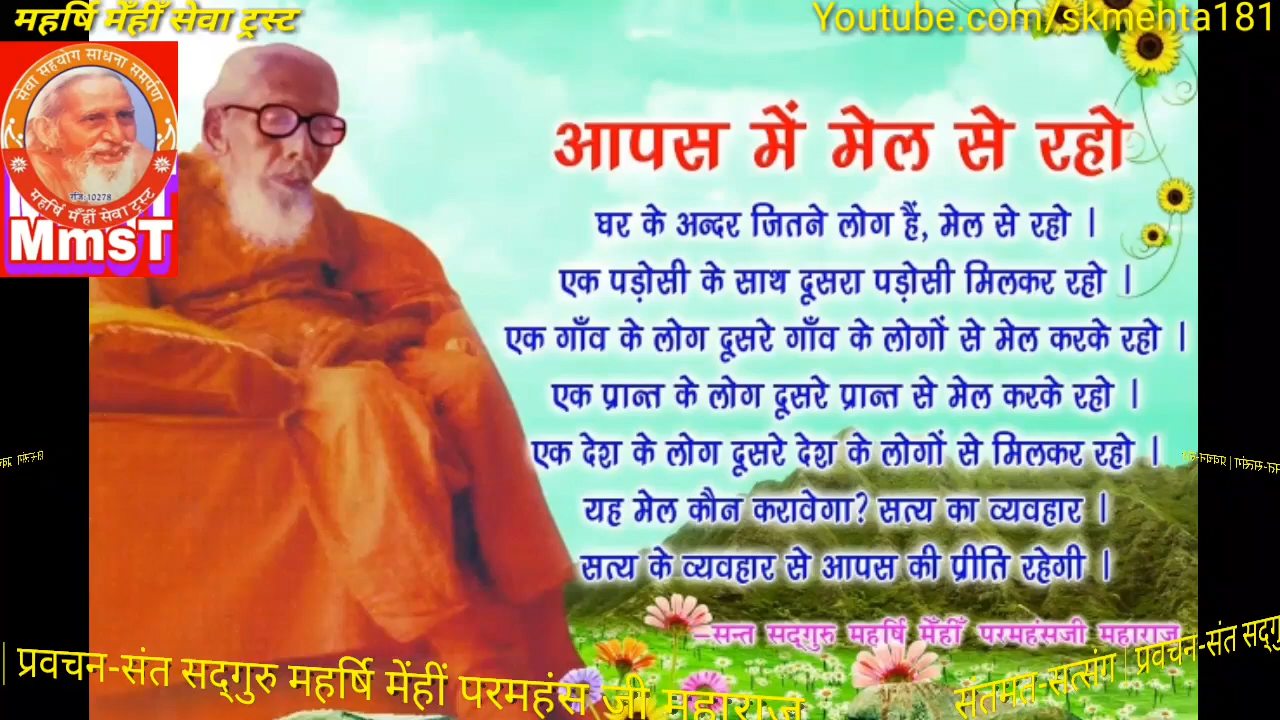 महर्षि मेँहीँ सेवा ट्रस्ट
Youtube.com/skmehta181
सेवा सहयोग साधना समर्पण
रजि:10278
महर्षि मेँहीँ सेवा ट्रस्ट
MmsT
आपस में मेल से रहो
घर के अन्दर जितने लोग हैं, मेल से रहो |
एक पड़ोसी के साथ दूसरा पड़ोसी मिलकर रहो |
एक गाँव के लोग दूसरे गाँव के लोगों से मेल करके रहो |
एक प्रान्त के लोग दूसरे प्रान्त से मेल करके रहो |
एक देश के लोग दूसरे देश के लोगों से मिलकर रहो |
यह मेल कौन करावेगा? सत्य का व्यवहार |
सत्य के व्यवहार से आपस की प्रीति रहेगी |
–सन्त सद्गुरु महर्षि मेँहीँ परमहंसजी महाराज
| प्रवचन-संत सद्गुरु महर्षि मेंहीं परमहंस जी महाराज
संतमत-सत्संग | प्रवचन-संत सद्गु